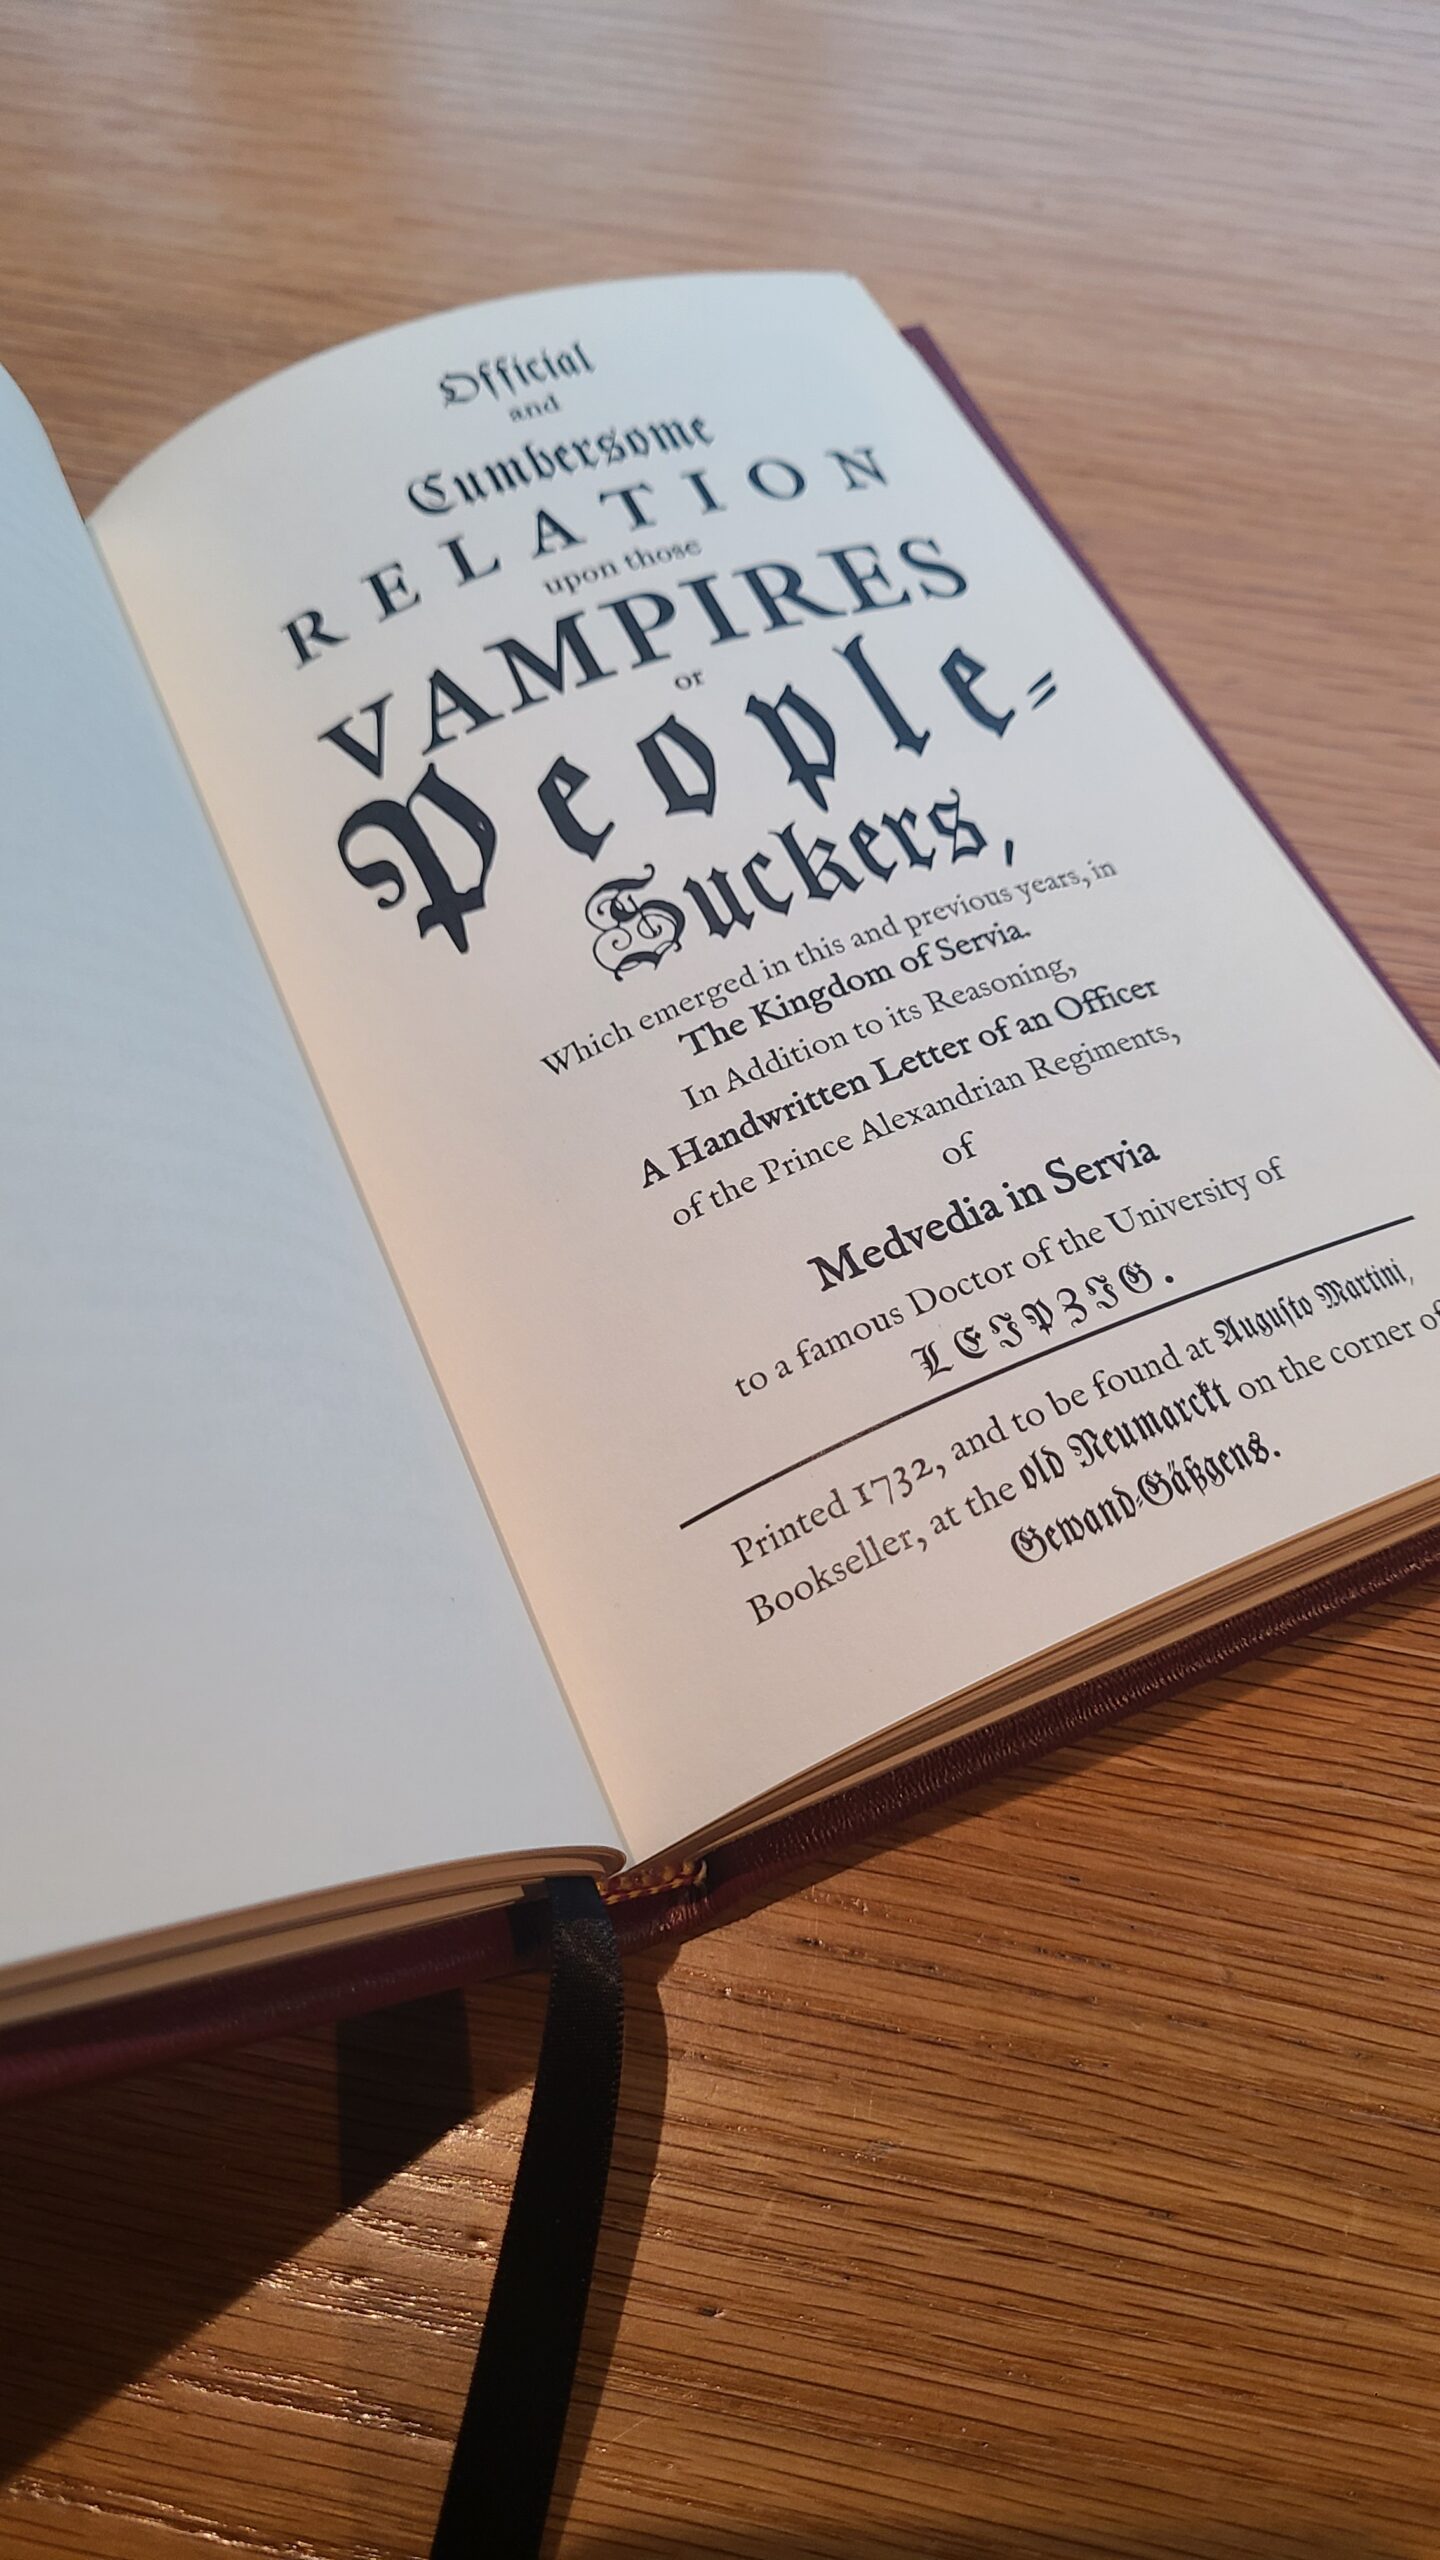 Official
and
Cumbersome
RELATION
upon those
VAMPIRES
or
People=
Suckers,
Which emerged in this and previous years, in
The Kingdom of Servia.
In Addition to its Reasoning,
A Handwritten Letter of an Officer
of the Prince Alexandrian Regiments,
of
Medvedia in Servia
to a famous Doctor of the University of
LEIPZIG.
Printed 1732, and to be found at Auguſto Martini,
Bookseller, at the old Neumarckt on the corner of
Gewand=Gäßgens.